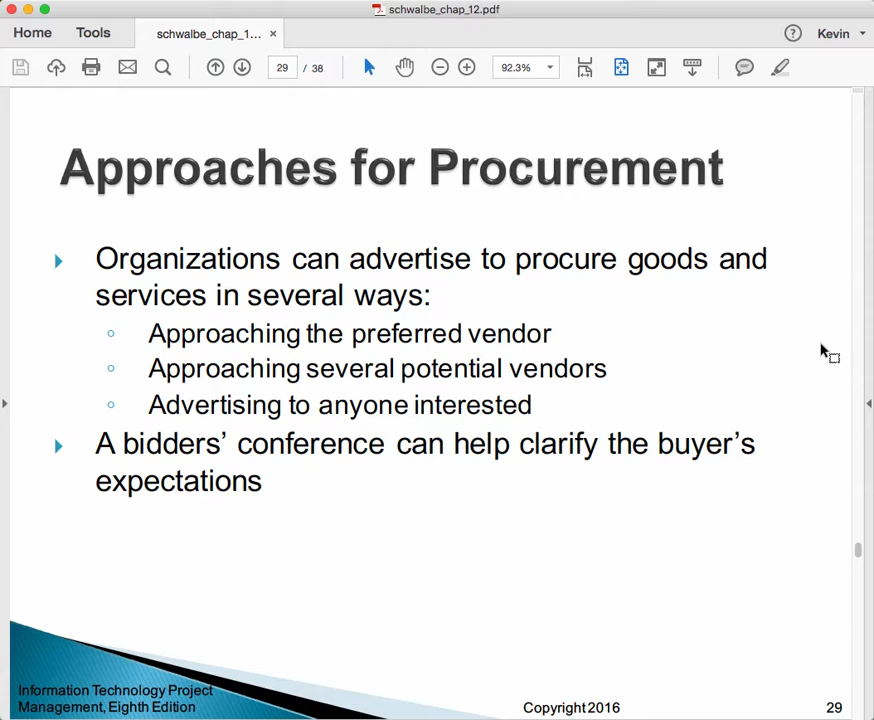 schwalbe_chap_12.pdf
Home Tools schwalbe_chap_1... × ? Kevin
29 / 38 92.3%
Approaches for Procurement
Organizations can advertise to procure goods and
services in several ways:
Approaching the preferred vendor
Approaching several potential vendors
Advertising to anyone interested
A bidders’ conference can help clarify the buyer’s
expectations
Information Technology Project
Management, Eighth Edition Copyright 2016 29